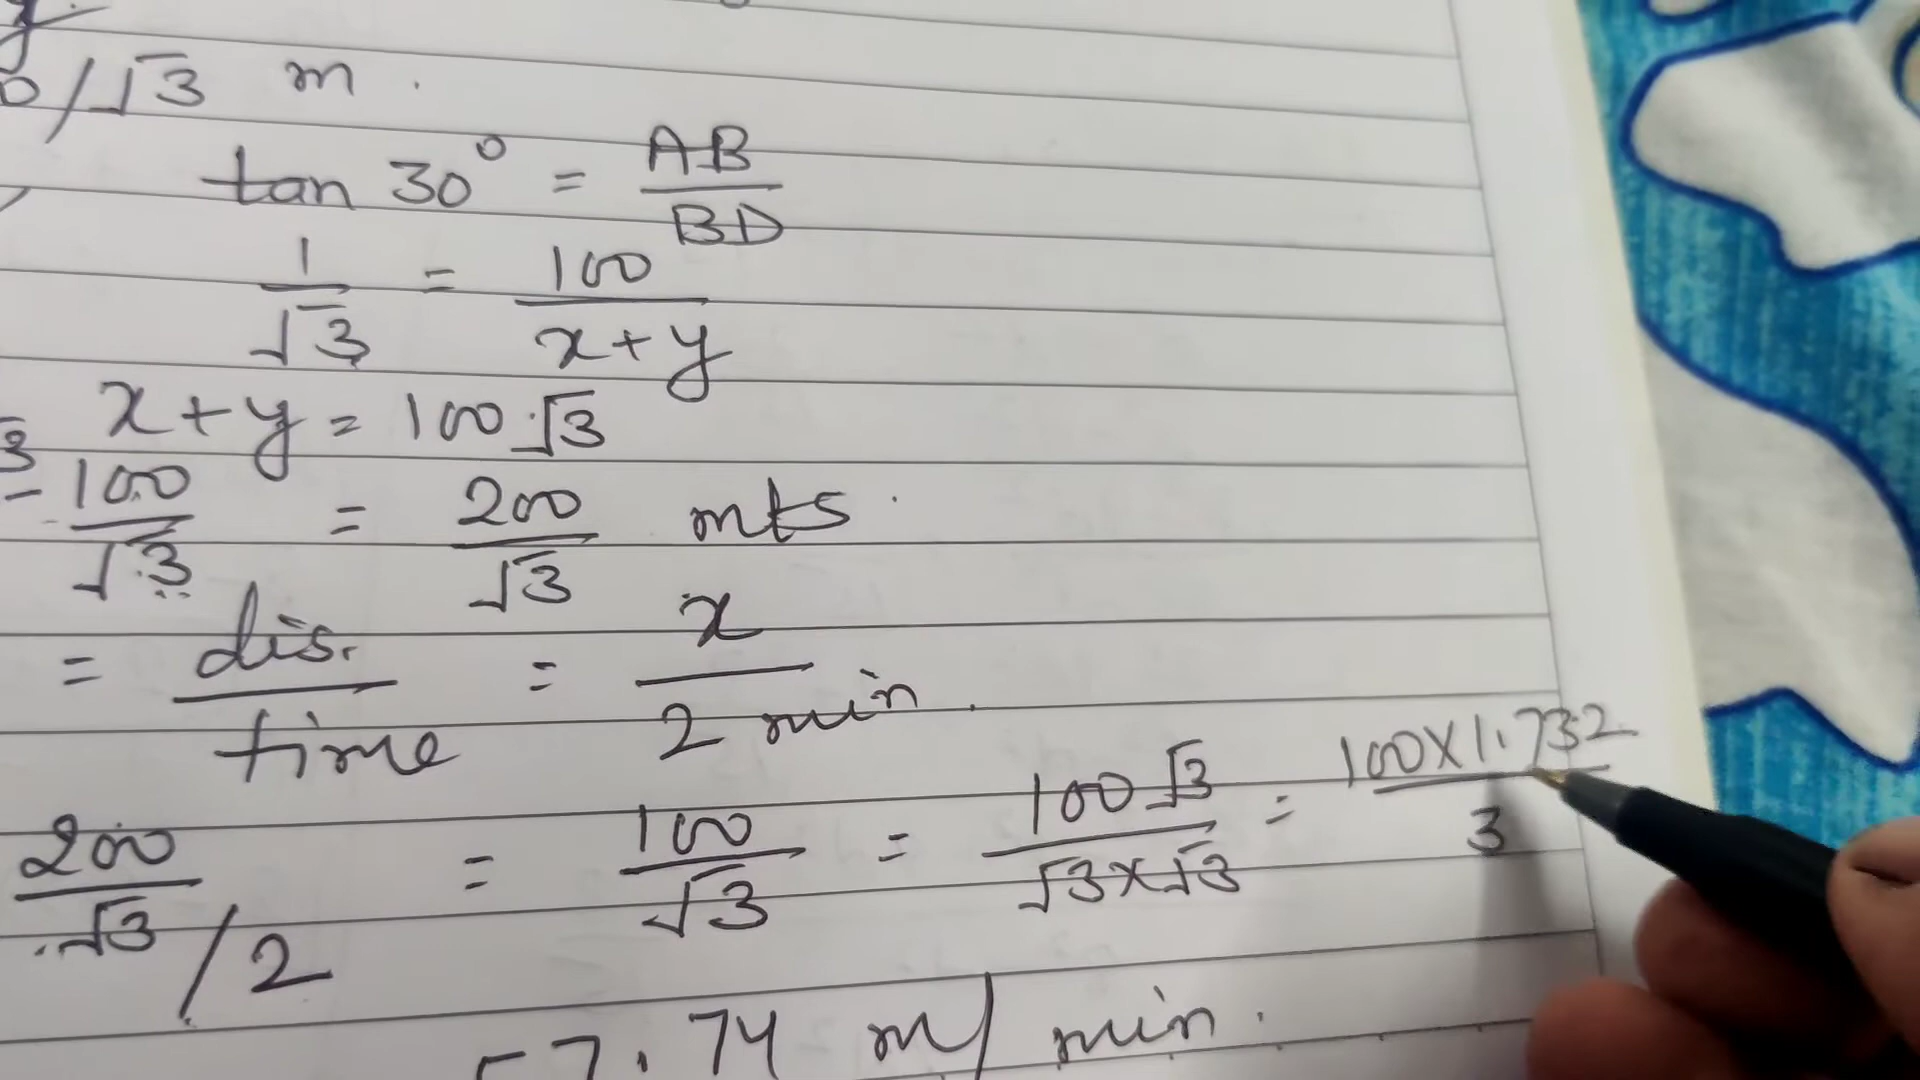 0/√3 m.
tan 30° = AB/BD
1/√3 = 100/x+y
x+y = 100√3
- 100/√3 = 200/√3 mts.
= dis./time = x/2 min.
200/√3 /2 = 100/√3 = 100√3/√3×√3 = 100×1.732/3
57.74 m/min.